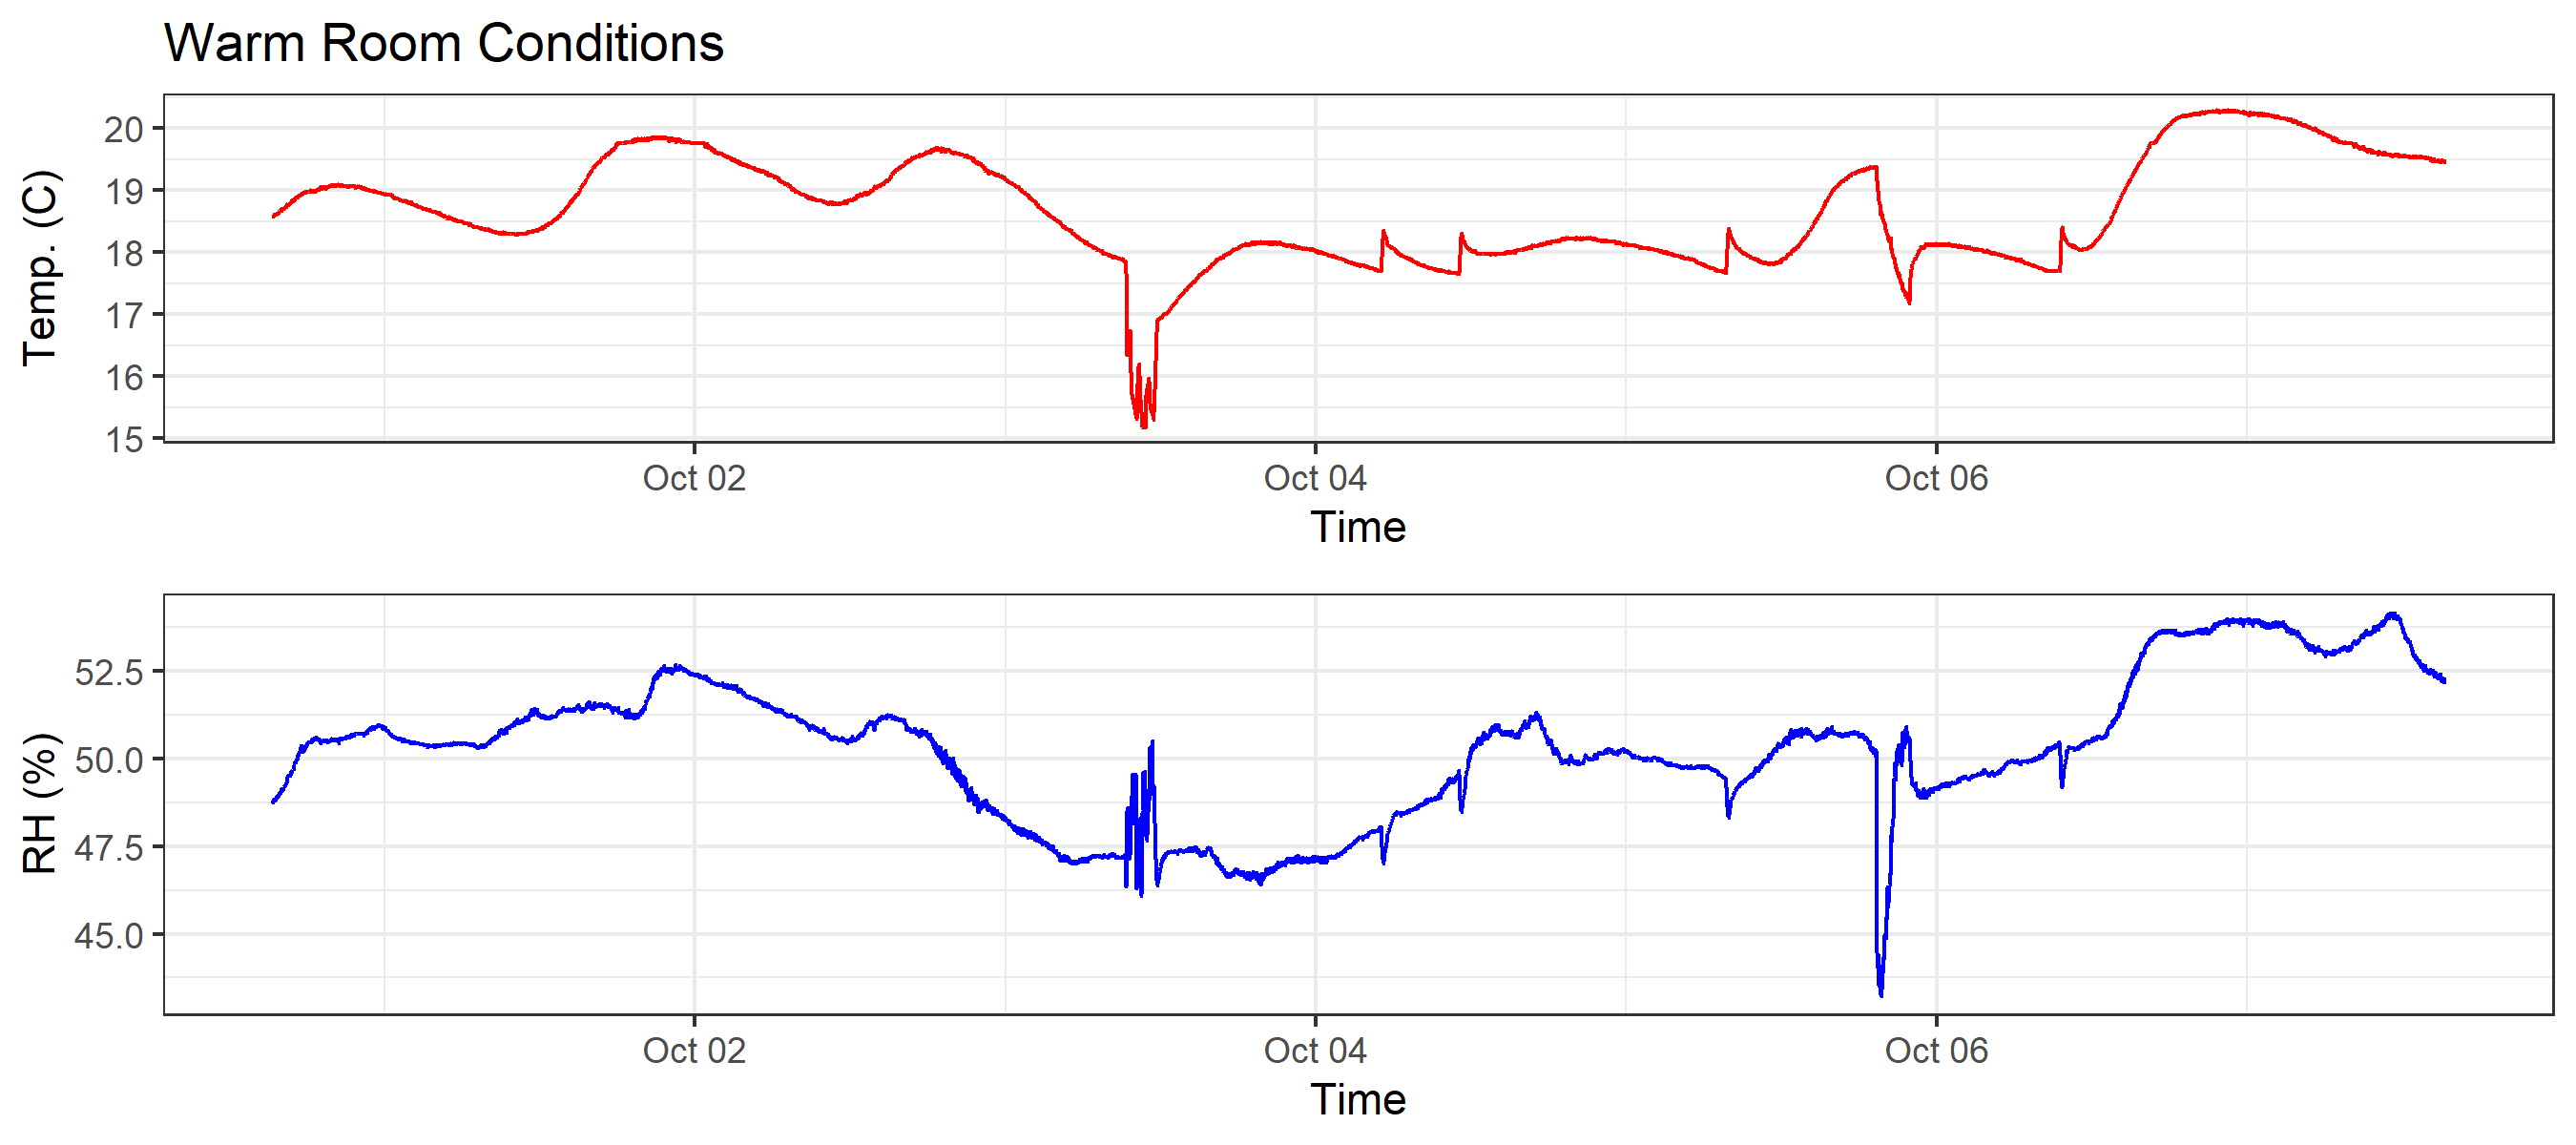 Warm Room Conditions
Temp. (C)
20
19
18
17
16
15
Oct 02 Oct 04 Oct 06
Time
RH (%)
52.5
50.0
47.5
45.0
Oct 02 Oct 04 Oct 06
Time